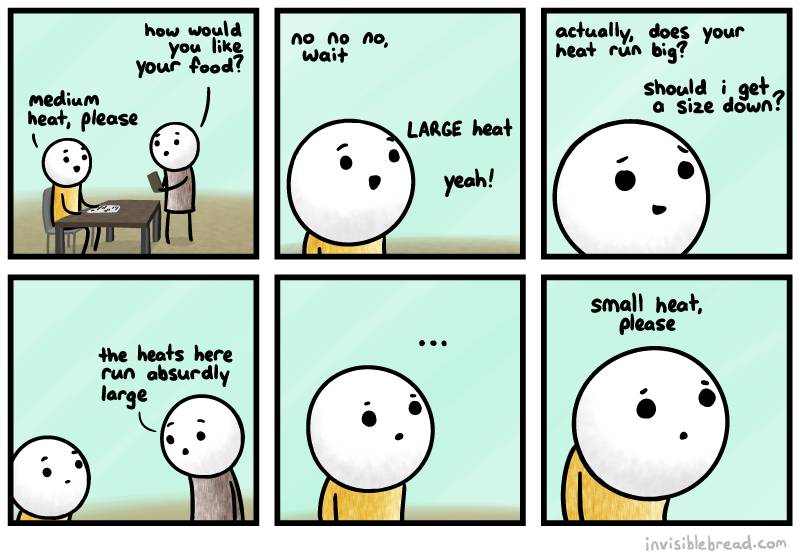 how would
you like
your food?
medium
heat, please
no no no,
wait
LARGE heat
yeah!
actually, does your
heat run big?
should i get
a size down?
the heats here
run absurdly
large
...
small heat,
please
invisiblebread.com